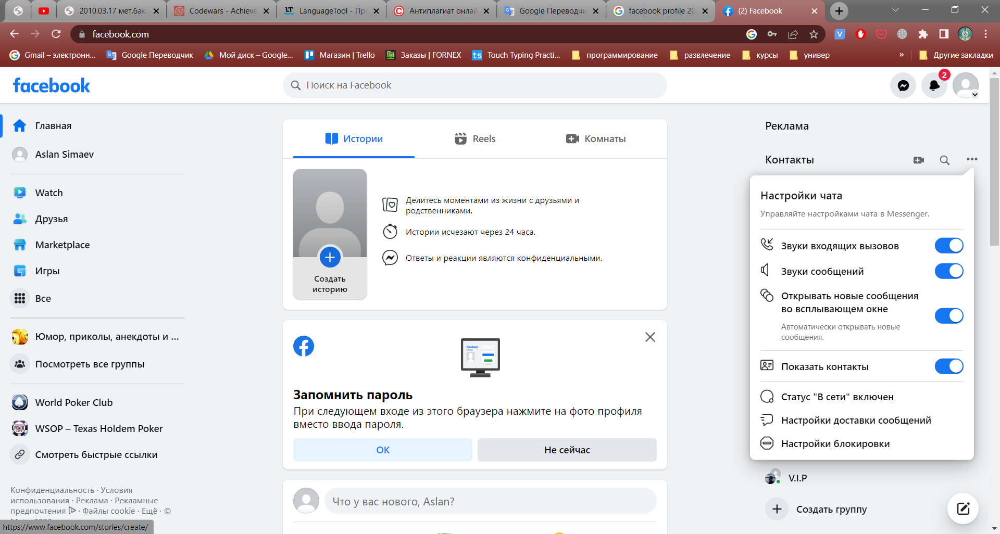 2010.03.17 мет.бак
Codewars - Achieve
LanguageTool - Про
Антиплагиат онлай
Google Переводчи
facebook profile 20
(2) Facebook
facebook.com
Gmail – электронн...
Google Переводчик
Мой диск – Google...
Магазин | Trello
Заказы | FORNEX
Touch Typing Practi...
программирование
развлечение
курсы
универ
»
Другие закладки
facebook
Поиск на Facebook
2
Главная
Aslan Simaev
Watch
Друзья
Marketplace
Игры
Все
Юмор, приколы, анекдоты и ...
Посмотреть все группы
World Poker Club
WSOP – Texas Holdem Poker
Смотреть быстрые ссылки
Конфиденциальность · Условия
использования · Реклама · Рекламные
предпочтения · Файлы cookie · Ещё · ©
https://www.facebook.com/stories/create/
Истории
Reels
Комнаты
Создать
историю
Делитесь моментами из жизни с друзьями и
родственниками.
Истории исчезают через 24 часа.
Ответы и реакции являются конфиденциальными.
facebook
Запомнить пароль
При следующем входе из этого браузера нажмите на фото профиля
вместо ввода пароля.
ОК
Не сейчас
Что у вас нового, Aslan?
Реклама
Контакты
Настройки чата
Управляйте настройками чата в Messenger.
Звуки входящих вызовов
Звуки сообщений
Открывать новые сообщения
во всплывающем окне
Автоматически открывать новые
сообщения.
Показать контакты
Статус "В сети" включен
Настройки доставки сообщений
Настройки блокировки
V.I.P
Создать группу